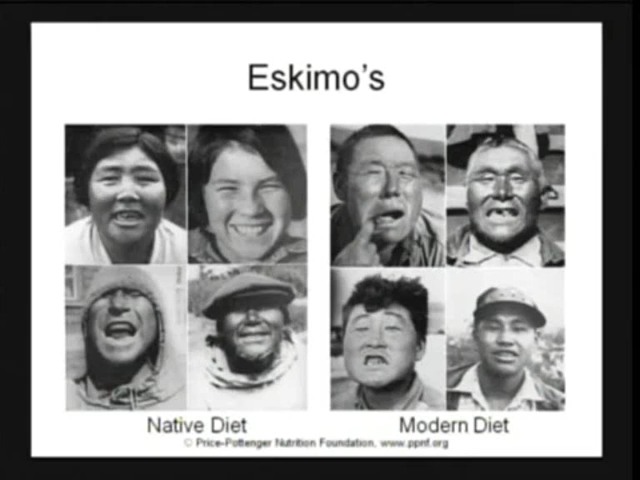 Eskimo's
Native Diet
Modern Diet
© Price-Pottenger Nutrition Foundation. www.ppnf.org